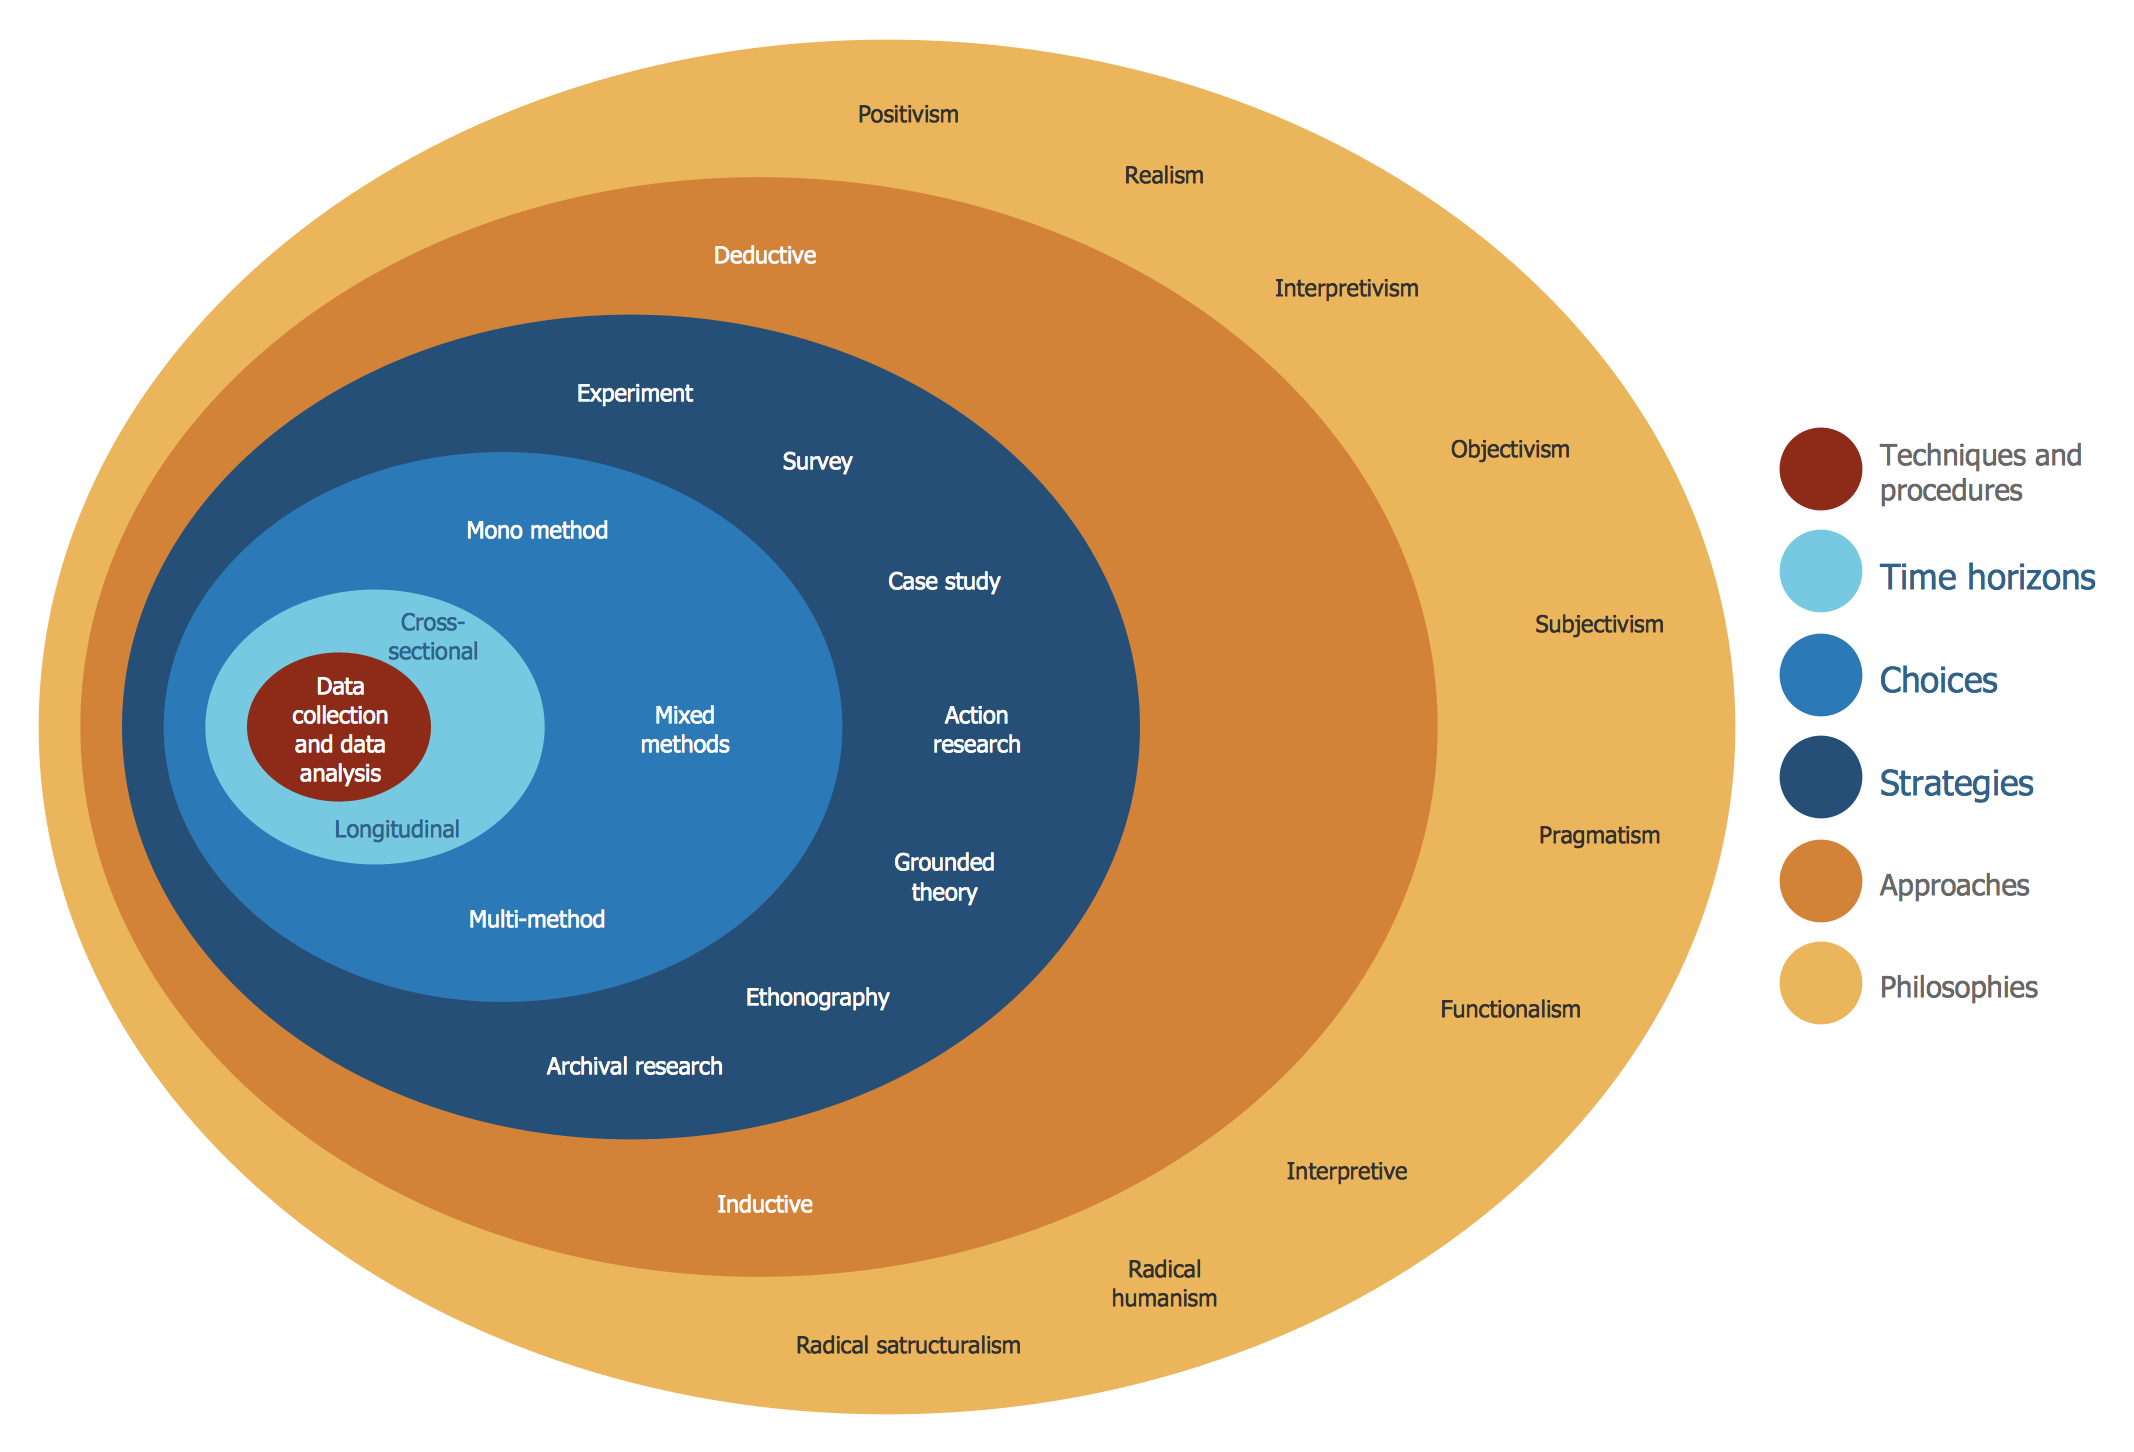 Positivism
Realism
Interpretivism
Objectivism
Subjectivism
Pragmatism
Functionalism
Interpretive
Radical
humanism
Radical satructuralism
Deductive
Inductive
Experiment
Survey
Case study
Action
research
Grounded
theory
Ethonography
Archival research
Mono method
Mixed
methods
Multi-method
Cross-
sectional
Longitudinal
Data
collection
and data
analysis
Techniques and
procedures
Time horizons
Choices
Strategies
Approaches
Philosophies